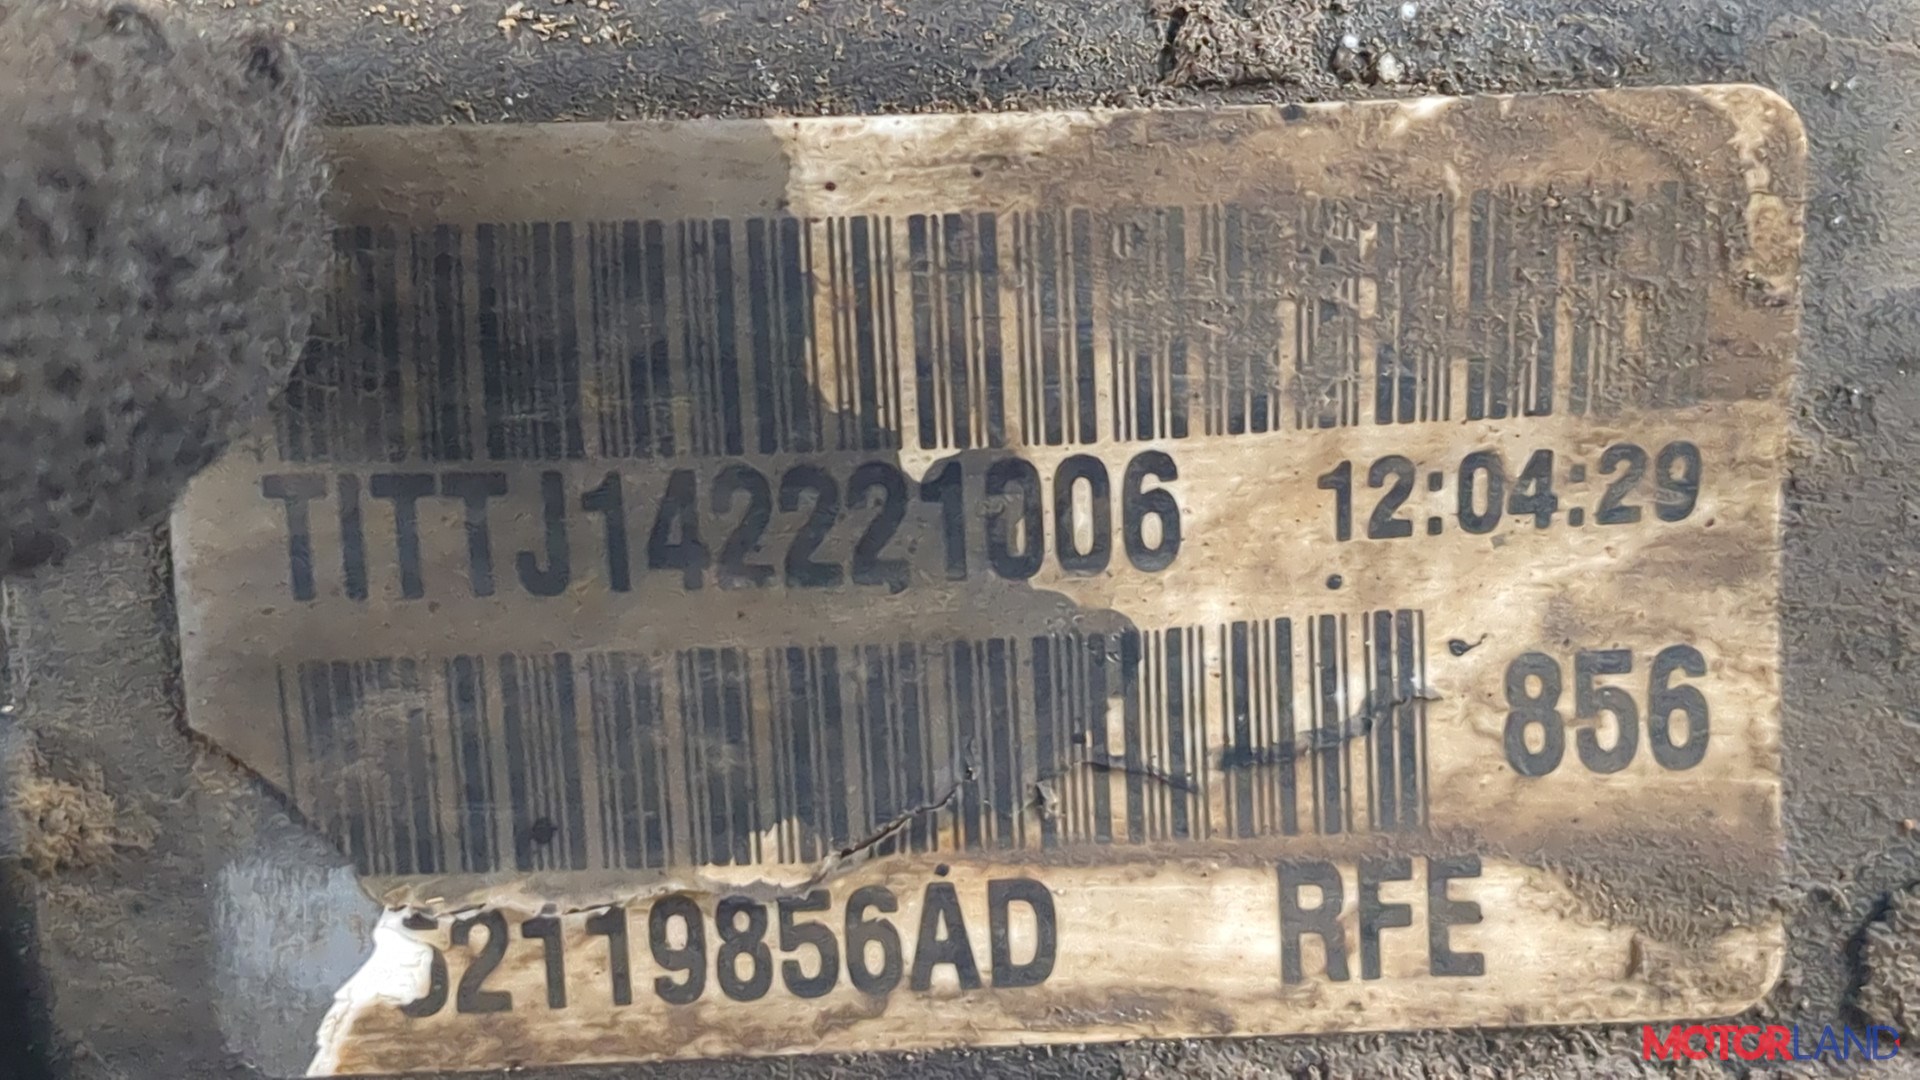 TITTJ142221006 12:04:29
856
52119856AD RFE
MOTORLAND